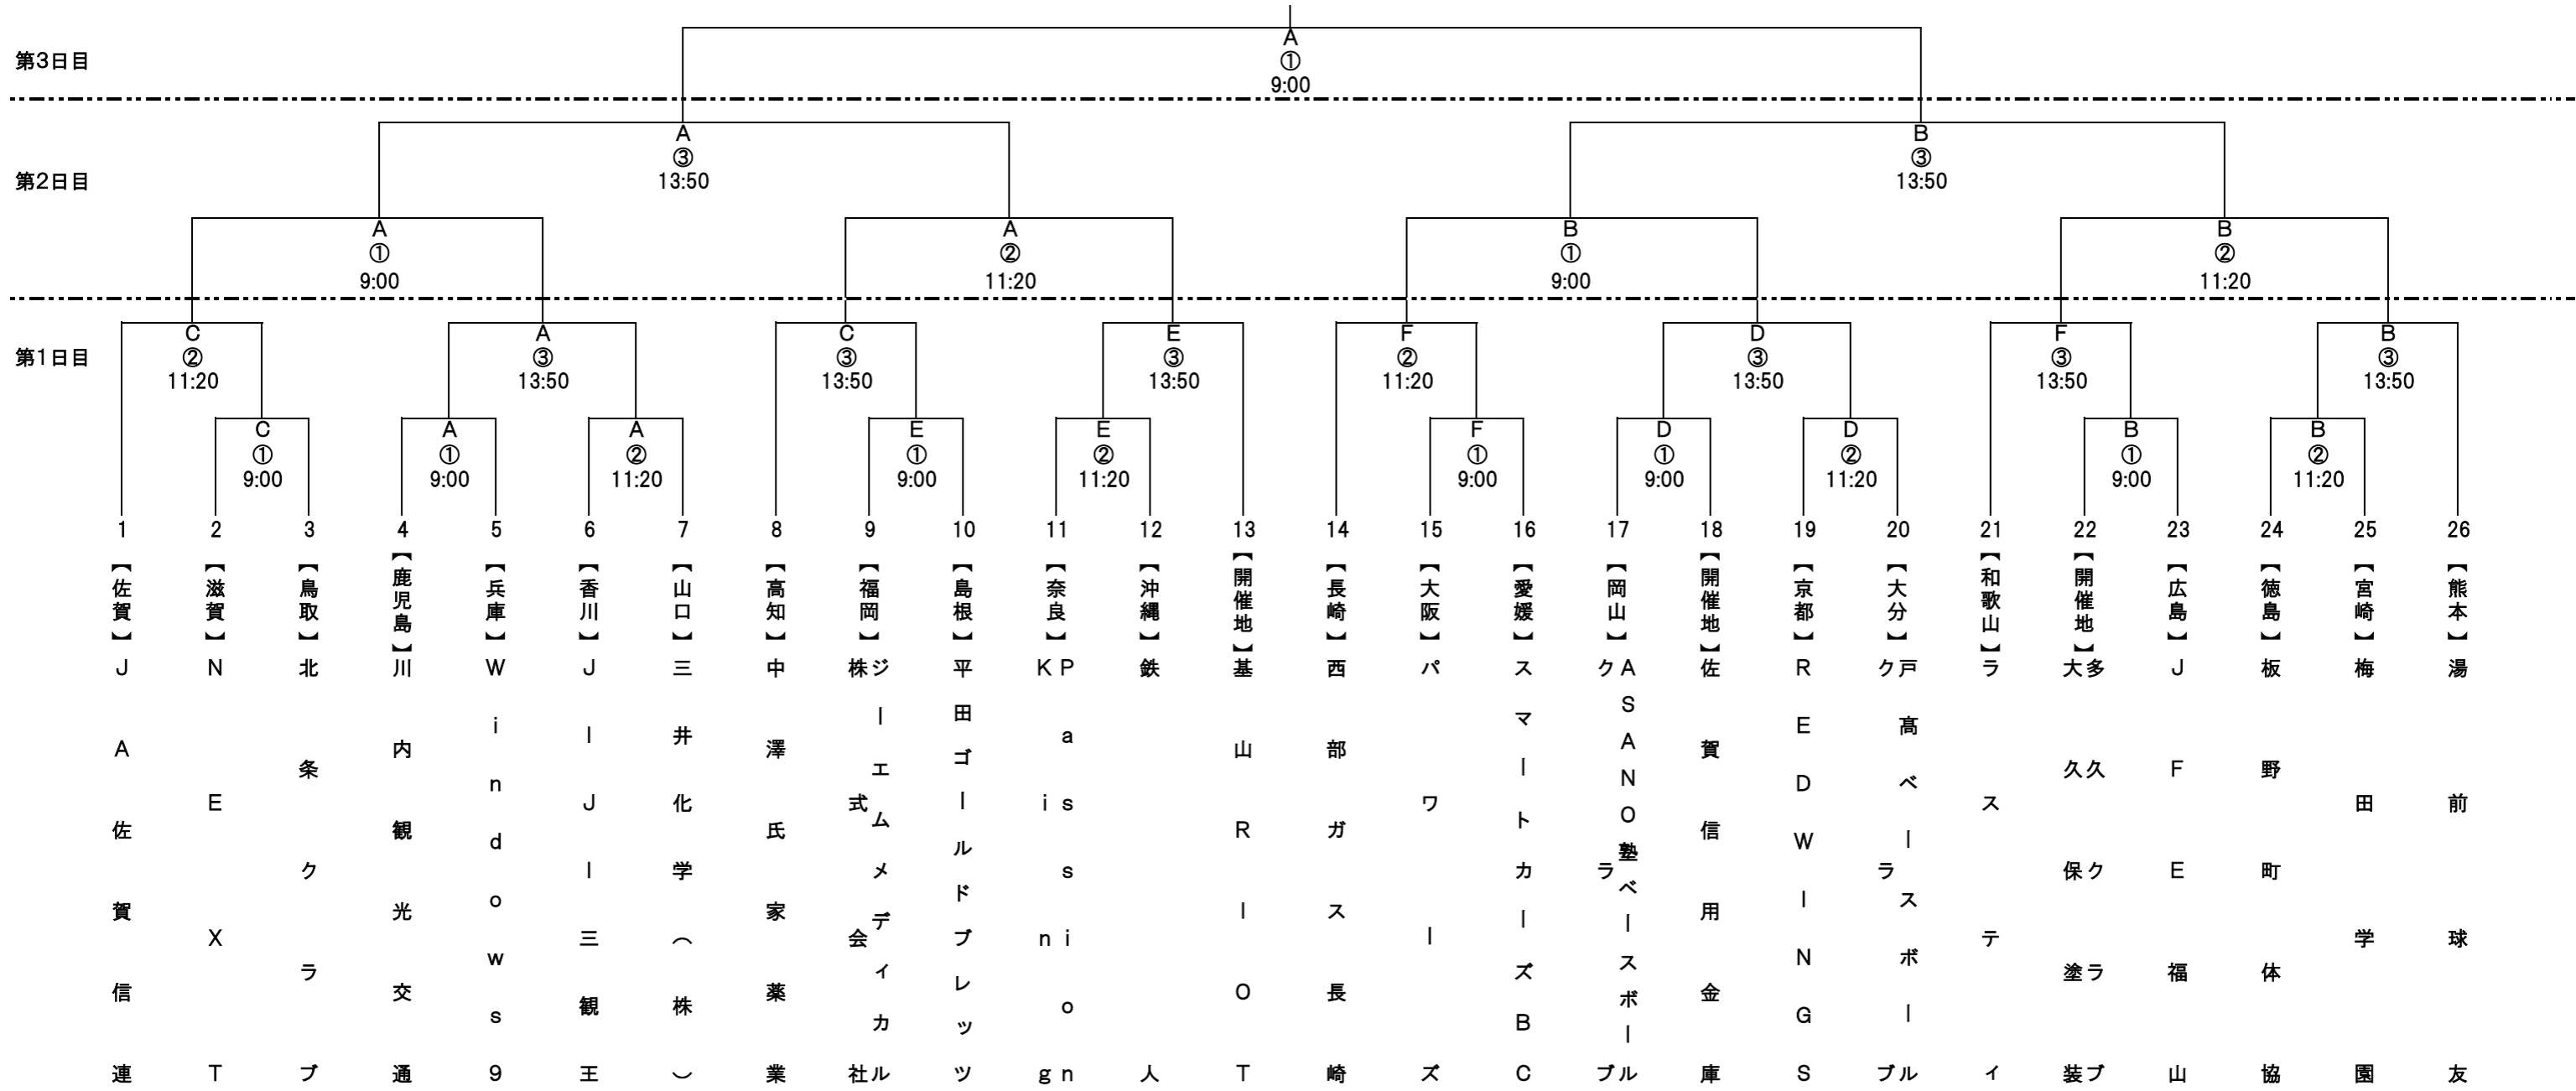 A
①
9:00
第3日目
A
③
13:50
B
③
13:50
第2日目
A
①
9:00
A
②
11:20
B
①
9:00
B
②
11:20
第1日目
C
②
11:20
A
③
13:50
C
③
13:50
E
③
13:50
F
②
11:20
D
③
13:50
F
③
13:50
B
③
13:50
C
①
9:00
A
①
9:00
A
②
11:20
E
①
9:00
E
②
11:20
F
①
9:00
D
①
9:00
D
②
11:20
B
①
9:00
B
②
11:20
1
【佐賀】
JA佐賀信連
2
【滋賀】
NEXT
3
【鳥取】
北条クラブ
4
【鹿児島】
川内観光交通
5
【兵庫】
Windows9
6
【香川】
JIJI三観王
7
【山口】
三井化学(株)
8
【高知】
中澤氏家薬業
9
【福岡】
ジーエムメディカル
株式会社
10
【島根】
平田ゴールドブレッツ
11
【奈良】
Passion
King
12
【沖縄】
鉄人
13
【開催地】
基山RIOT
14
【長崎】
西部ガス長崎
15
【大阪】
パワーズ
16
【愛媛】
スマートカーズBC
17
【岡山】
ASANO塾ベースボール
クラブ
18
【開催地】
佐賀信用金庫
19
【京都】
REDWINGS
20
【大分】
戸髙ベースボール
クラブ
21
【和歌山】
ラスティ
22
【開催地】
多久クラブ
大久保塗装
23
【広島】
JFE福山
24
【徳島】
板野町体協
25
【宮崎】
梅田学園
26
【熊本】
湯前球友